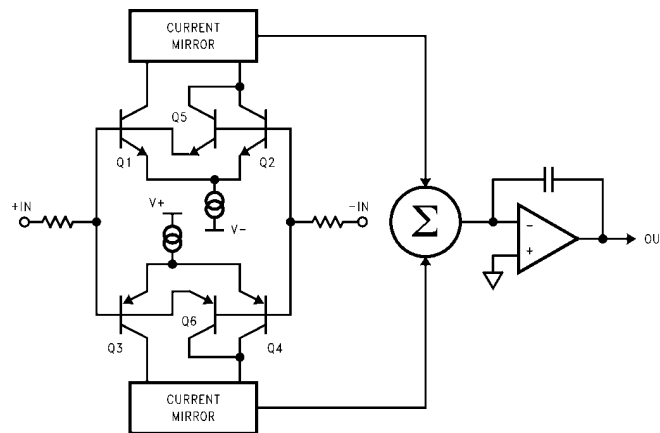 CURRENT
MIRROR
Q5
Q1
Q2
+IN
V+
V-
-IN
Σ
-
+
OU
Q3
Q6
Q4
CURRENT
MIRROR